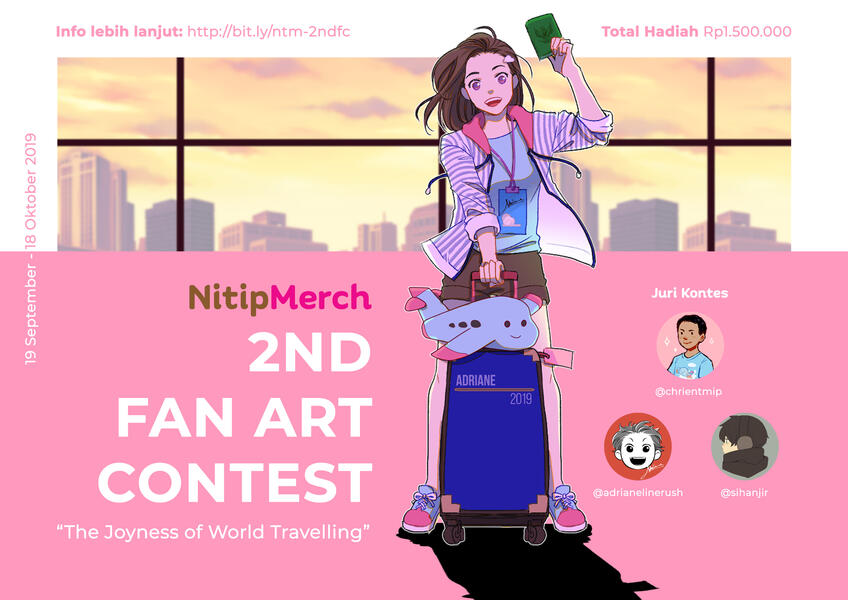 Info lebih lanjut: http://bit.ly/ntm-2ndfc
Total Hadiah Rp1.500.000
19 September - 18 Oktober 2019
NitipMerch
2ND
FAN ART
CONTEST
“The Joyness of World Travelling”
ADRIANE
2019
Juri Kontes
@chrientmip
@adrianelinerush
@sihanjir